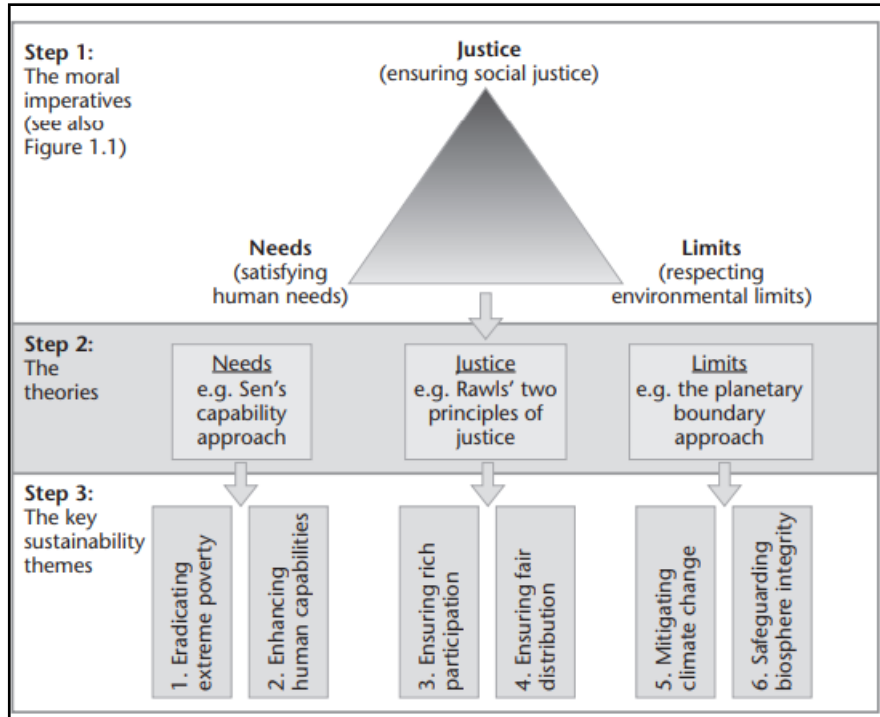 Step 1:
The moral
imperatives
(see also
Figure 1.1)
Justice
(ensuring social justice)
Needs
(satisfying
human needs)
Limits
(respecting
environmental limits)
Step 2:
The
theories
Needs
e.g. Sen's
capability
approach
Justice
e.g. Rawls' two
principles of
justice
Limits
e.g. the planetary
boundary
approach
Step 3:
The key
sustainability
themes
1. Eradicating
extreme poverty
2. Enhancing
human capabilities
3. Ensuring rich
participation
4. Ensuring fair
distribution
5. Mitigating
climate change
6. Safeguarding
biosphere integrity